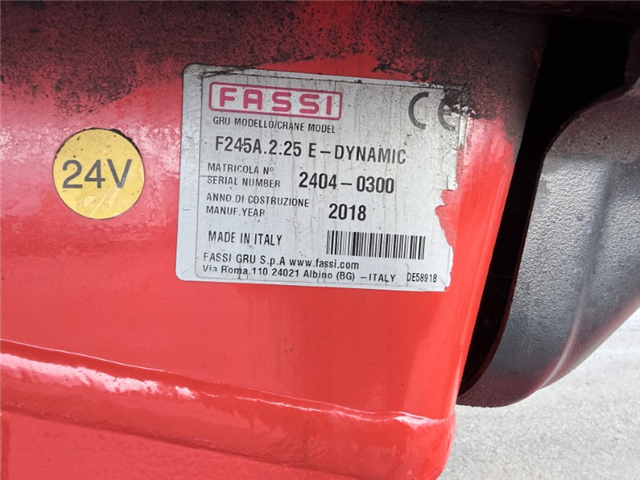 FASSI
CE
GRU MODELLO/CRANE MODEL
F245A.2.25 E-DYNAMIC
24V
MATRICOLA N°
SERIAL NUMBER 2404-0300
ANNO DI COSTRUZIONE
MANUF.YEAR 2018
MADE IN ITALY
FASSI GRU S.p.A www.fassi.com
Via Roma,110 24021 Albino (BG) -ITALY DE58918